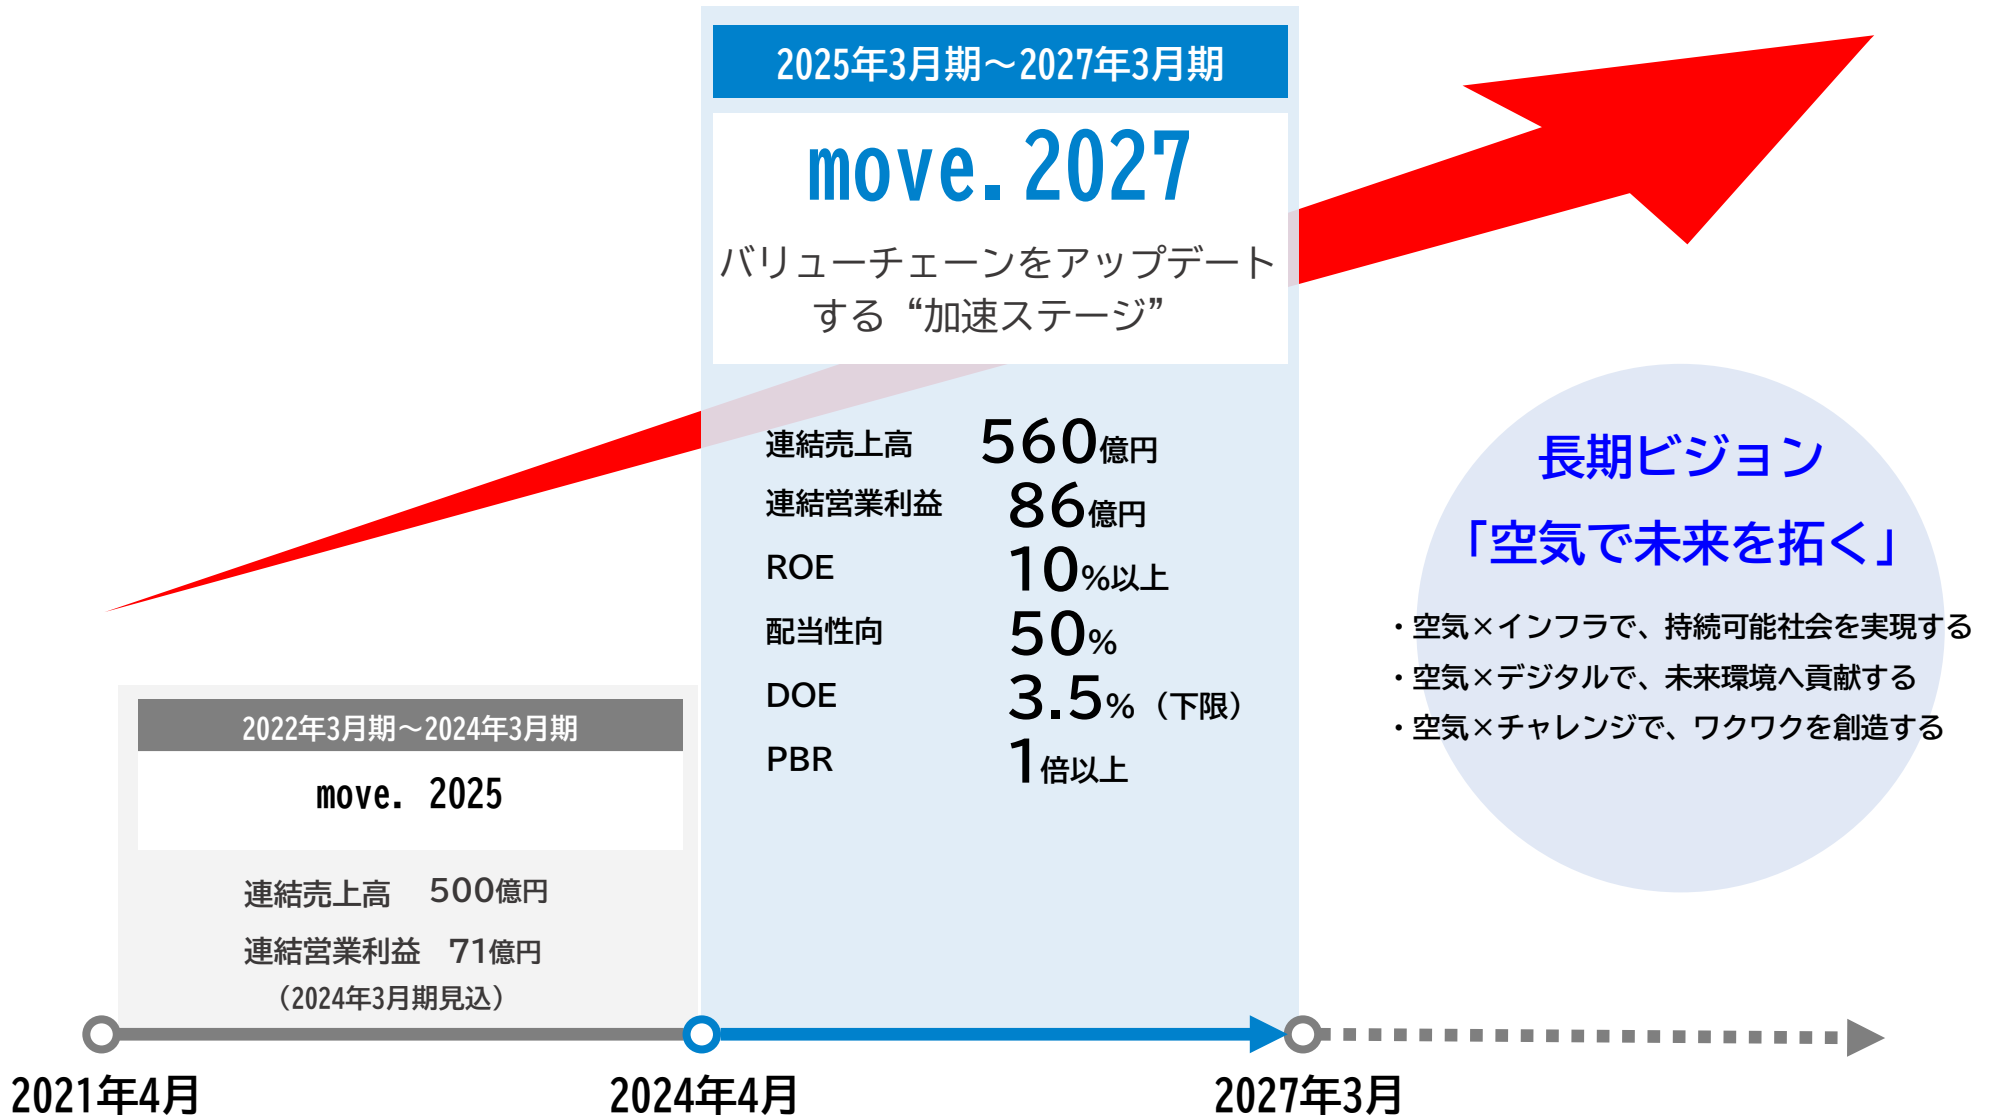 2025年3月期～2027年3月期
move.2027
バリューチェーンをアップデート
する“加速ステージ”
連結売上高 560億円
連結営業利益 86億円
ROE 10%以上
配当性向 50%
DOE 3.5%（下限）
PBR 1倍以上
2022年3月期～2024年3月期
move. 2025
連結売上高 500億円
連結営業利益 71億円
（2024年3月期見込）
長期ビジョン
「空気で未来を拓く」
・空気×インフラで、持続可能社会を実現する
・空気×デジタルで、未来環境へ貢献する
・空気×チャレンジで、ワクワクを創造する
2021年4月
2024年4月
2027年3月